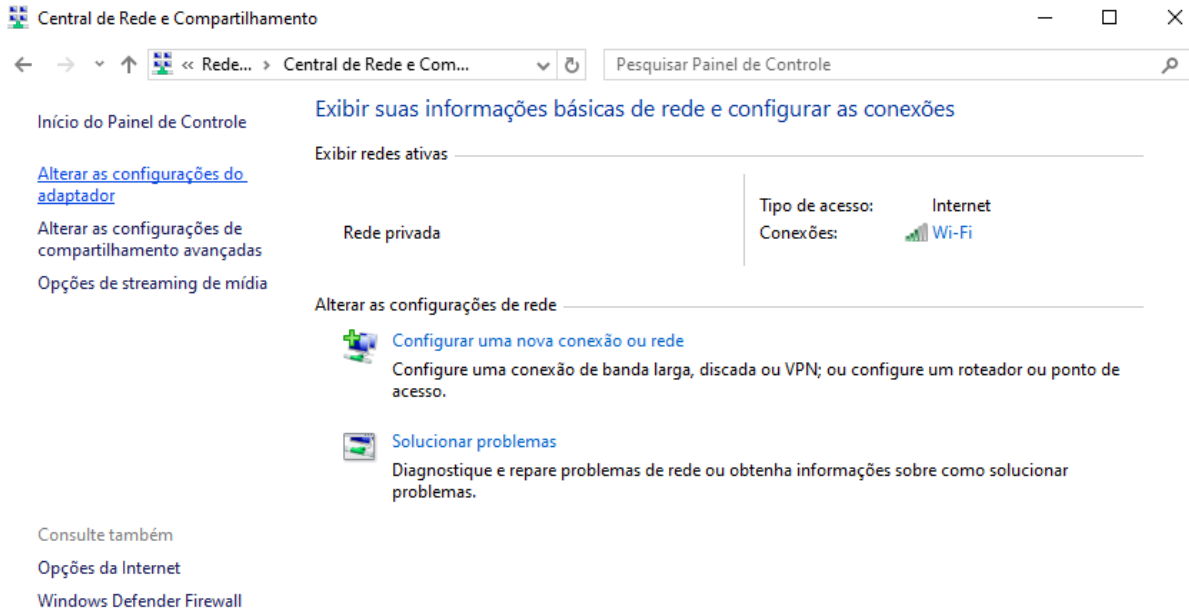 Central de Rede e Compartilhamento
« Rede... › Central de Rede e Com...
Pesquisar Painel de Controle
Início do Painel de Controle
Alterar as configurações do
adaptador
Alterar as configurações de
compartilhamento avançadas
Opções de streaming de mídia
Exibir suas informações básicas de rede e configurar as conexões
Exibir redes ativas
Rede privada
Tipo de acesso: Internet
Conexões: Wi-Fi
Alterar as configurações de rede
Configurar uma nova conexão ou rede
Configure uma conexão de banda larga, discada ou VPN; ou configure um roteador ou ponto de
acesso.
Solucionar problemas
Diagnostique e repare problemas de rede ou obtenha informações sobre como solucionar
problemas.
Consulte também
Opções da Internet
Windows Defender Firewall